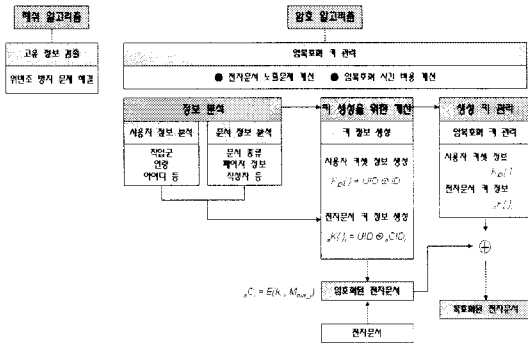 해쉬 알고리즘
암호 알고리즘
고유 정보 검출
위변조 방지 문제 해결
암복호화 키 관리
● 전자문서 노출문제 개선 ● 암복호화 시간 비용 개선
정보 분석
키 생성을 위한 계산
생성 키 관리
사용자 정보 분석
문서 정보 분석
키 정보 생성
암복호화 키 관리
직업군
연령
아이디 등
문서 종류
페이지 정보
작성자 등
사용자 키셋 정보 생성
= UID ⊕
사용자 키셋 정보
전자문서 키 정보 생성
= UID ⊕
전자문서 키 정보
암호화된 전자문서
복호화된 전자문서
전자문서